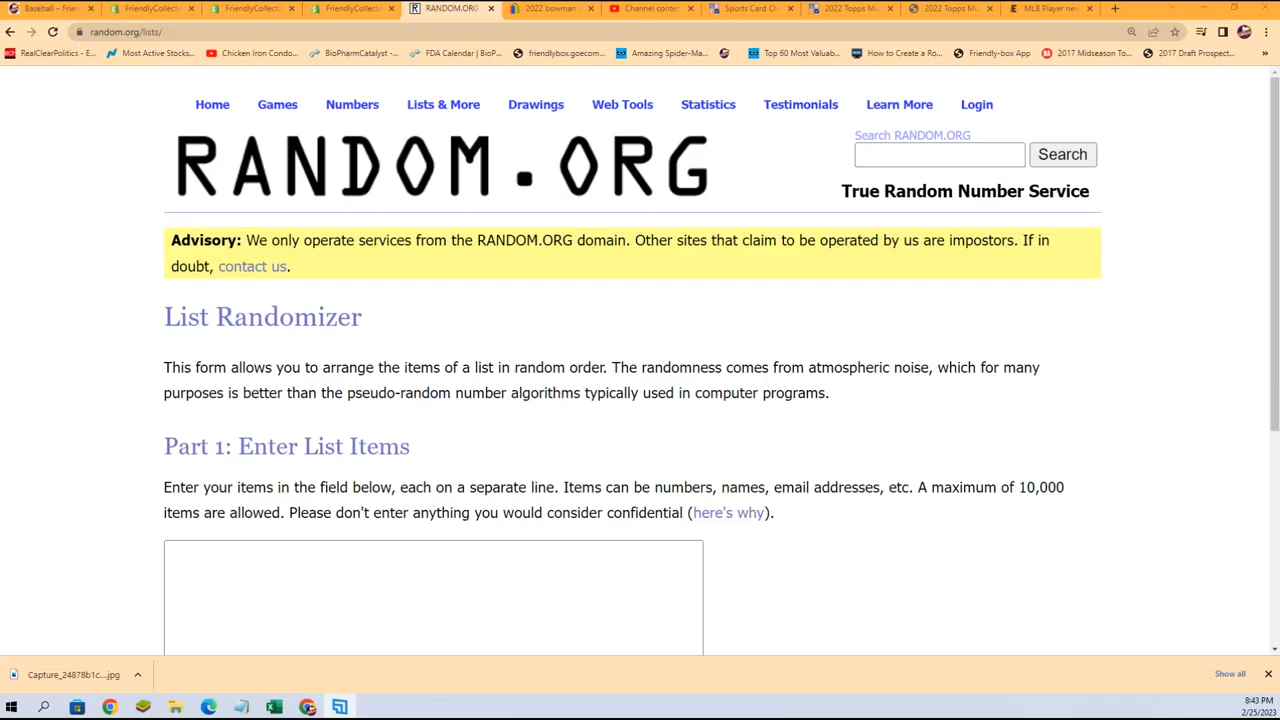 Baseball – Frien
FriendlyCollect
FriendlyCollect
FriendlyCollect
RANDOM.ORG
2022 bowman
Channel conten
Sports Card Ch
2022 Topps Mu
2022 Topps Mu
MLB Player new
random.org/lists/
RealClearPolitics - E...
Most Active Stocks...
Chicken Iron Condo...
BioPharmCatalyst -...
FDA Calendar | BioP...
friendlybox.goecom...
Amazing Spider-Ma...
Top 60 Most Valuab...
How to Create a Ro...
Friendly-box App
2017 Midseason To...
2017 Draft Prospect...
Home Games Numbers Lists & More Drawings Web Tools Statistics Testimonials Learn More Login
RANDOM.ORG
Search RANDOM.ORG
Search
True Random Number Service
Advisory: We only operate services from the RANDOM.ORG domain. Other sites that claim to be operated by us are impostors. If in
doubt, contact us.
List Randomizer
This form allows you to arrange the items of a list in random order. The randomness comes from atmospheric noise, which for many
purposes is better than the pseudo-random number algorithms typically used in computer programs.
Part 1: Enter List Items
Enter your items in the field below, each on a separate line. Items can be numbers, names, email addresses, etc. A maximum of 10,000
items are allowed. Please don't enter anything you would consider confidential (here's why).
Capture_24878b1c....jpg
Show all
8:43 PM
2/25/2023